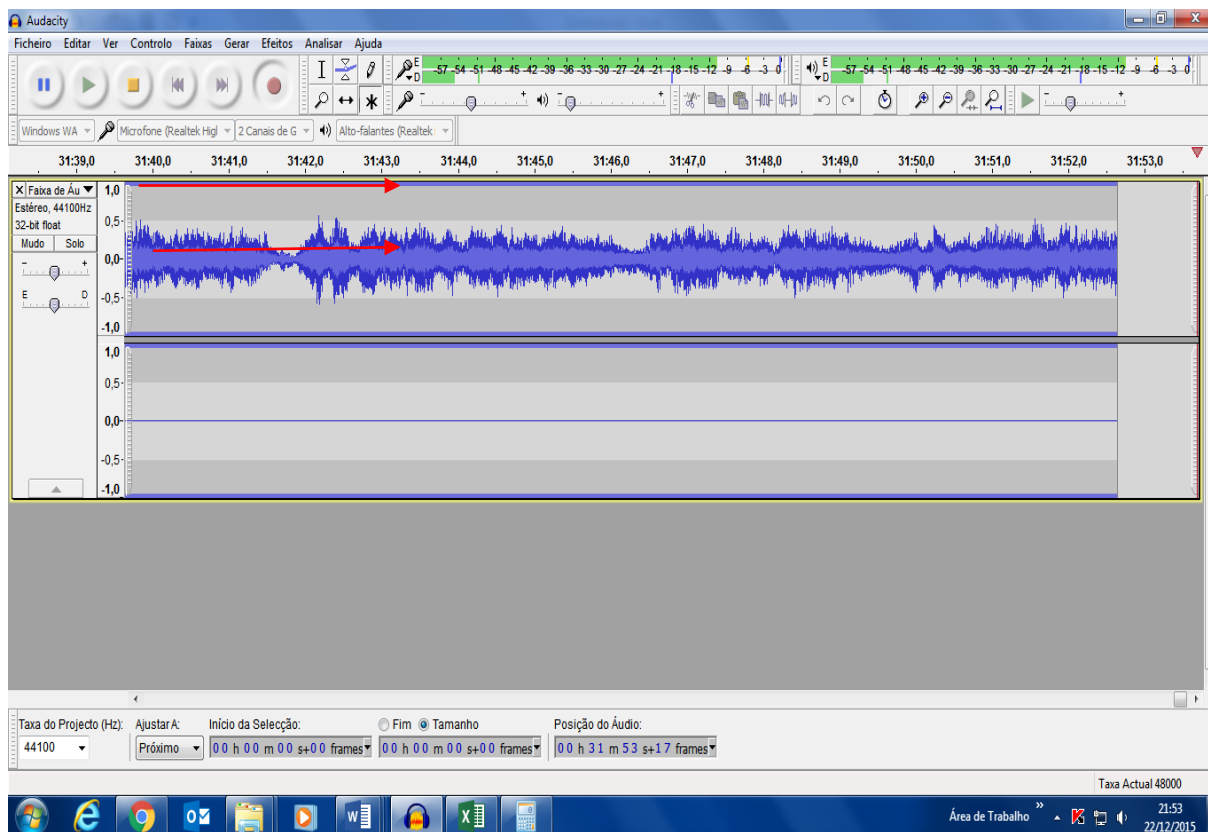 Audacity
Ficheiro Editar Ver Controlo Faixas Gerar Efeitos Analisar Ajuda
E -57 -54 -51 -48 -45 -42 -39 -36 -33 -30 -27 -24 -21 -18 -15 -12 -9 -6 -3 0 E -57 -54 -51 -48 -45 -42 -39 -36 -33 -30 -27 -24 -21 -18 -15 -12 -9 -6 -3 0
D D
- + - + - +
Windows WA Microfone (Realtek Higl 2 Canais de G Alto-falantes (Realtek
31:39,0 31:40,0 31:41,0 31:42,0 31:43,0 31:44,0 31:45,0 31:46,0 31:47,0 31:48,0 31:49,0 31:50,0 31:51,0 31:52,0 31:53,0
X Faixa de Áu 1,0
Estéreo, 44100Hz
32-bit float 0,5
Mudo Solo
- + 0,0
E D -0,5
-1,0
1,0
0,5
0,0
-0,5
-1,0
Taxa do Projecto (Hz): Ajustar A: Início da Selecção: Fim Tamanho Posição do Áudio:
44100 Próximo 00 h 00 m 00 s+00 frames 00 h 00 m 00 s+00 frames 00 h 31 m 53 s+17 frames
Taxa Actual 48000
Área de Trabalho » 21:53
22/12/2015